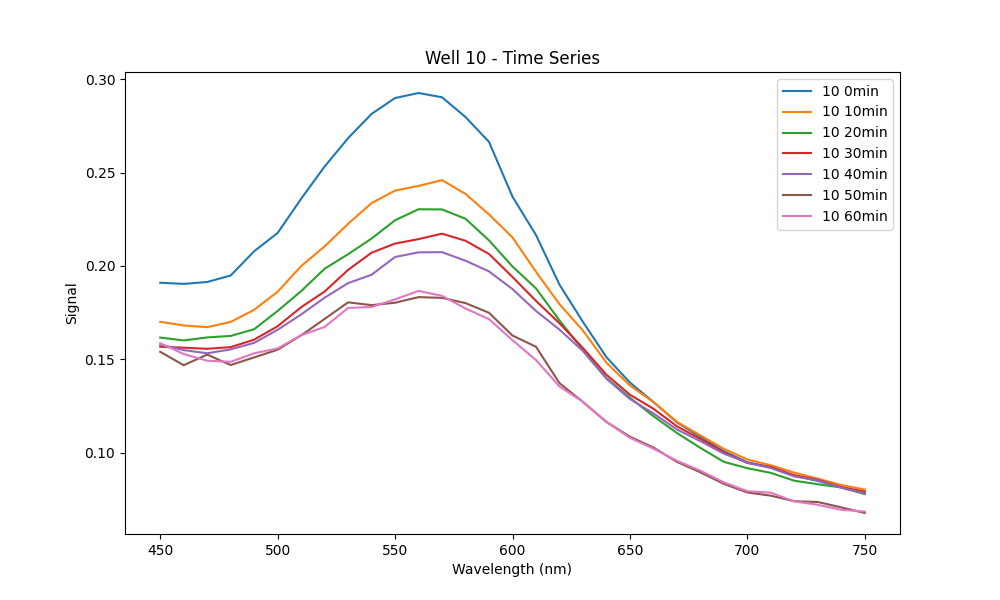 Well 10 - Time Series
0.30
0.25
0.20
0.15
0.10
Signal
10 0min
10 10min
10 20min
10 30min
10 40min
10 50min
10 60min
450 500 550 600 650 700 750
Wavelength (nm)